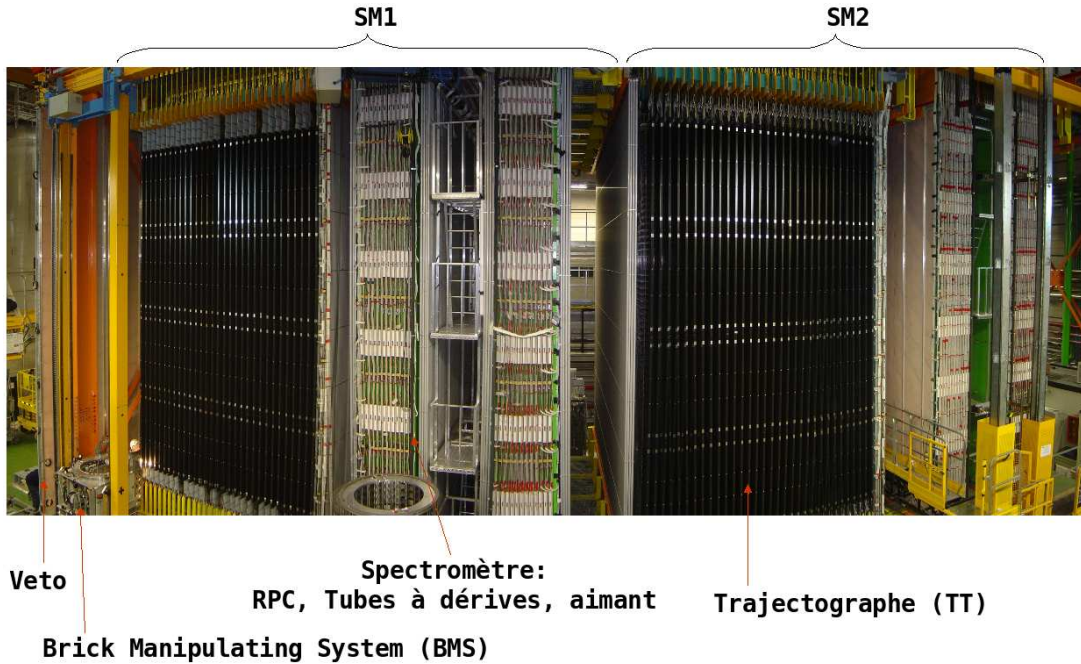 SM1
SM2
Veto
Spectromètre:
RPC, Tubes à dérives, aimant
Trajectographe (TT)
Brick Manipulating System (BMS)